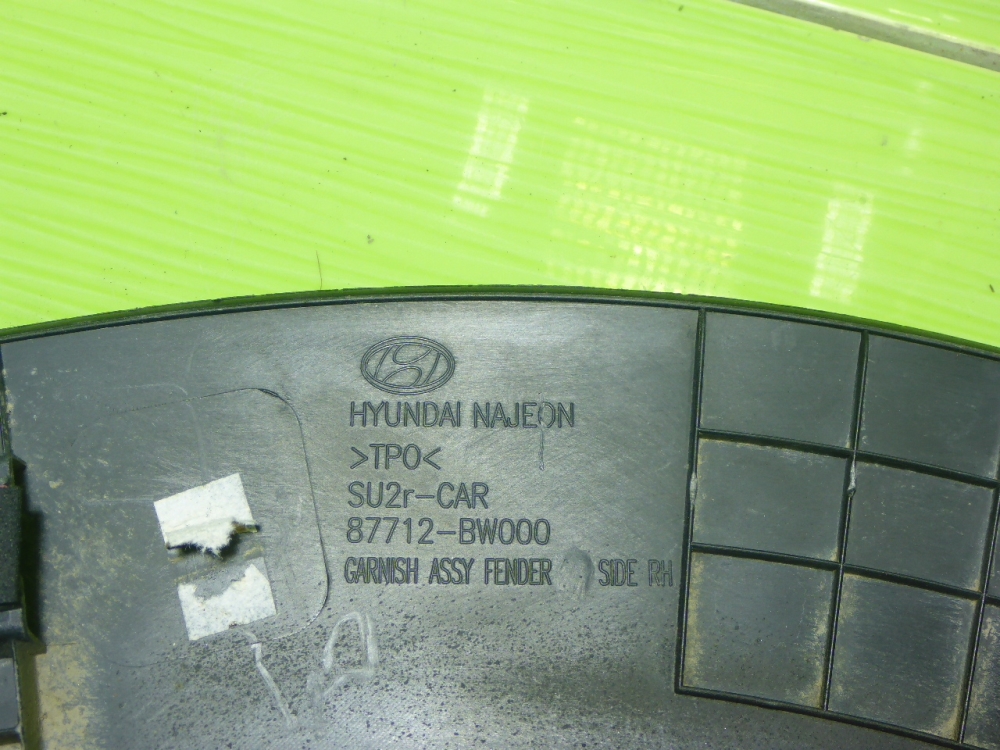 HYUNDAI NAJEON
>TPO<
SU2r-CAR
87712-BW000
GARNISH ASSY FENDER SIDE RH